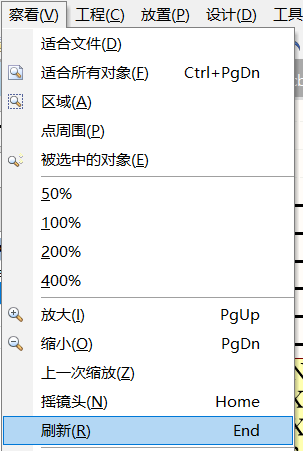 察看(V) 工程(C) 放置(P) 设计(D) 工具
适合文件(D)
适合所有对象(F) Ctrl+PgDn
区域(A)
点周围(P)
被选中的对象(E)
50%
100%
200%
400%
放大(I) PgUp
缩小(O) PgDn
上一次缩放(Z)
摇镜头(N) Home
刷新(R) End